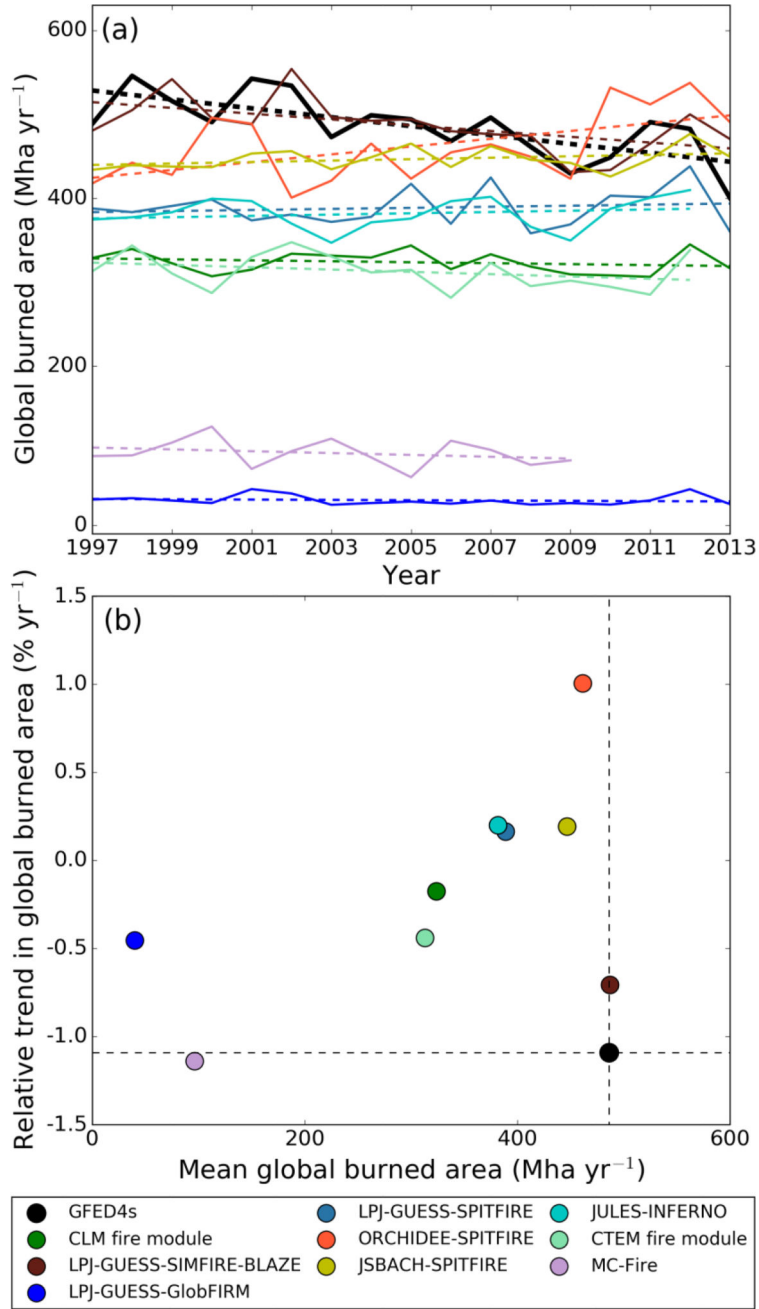 (a)
600
400
200
0
Global burned area (Mha yr⁻¹)
1997 1999 2001 2003 2005 2007 2009 2011 2013
Year
(b)
1.5
1.0
0.5
0.0
-0.5
-1.0
-1.5
Relative trend in global burned area (% yr⁻¹)
0 200 400 600
Mean global burned area (Mha yr⁻¹)
GFED4s LPJ-GUESS-SPITFIRE JULES-INFERNO
CLM fire module ORCHIDEE-SPITFIRE CTEM fire module
LPJ-GUESS-SIMFIRE-BLAZE JSBACH-SPITFIRE MC-Fire
LPJ-GUESS-GlobFIRM